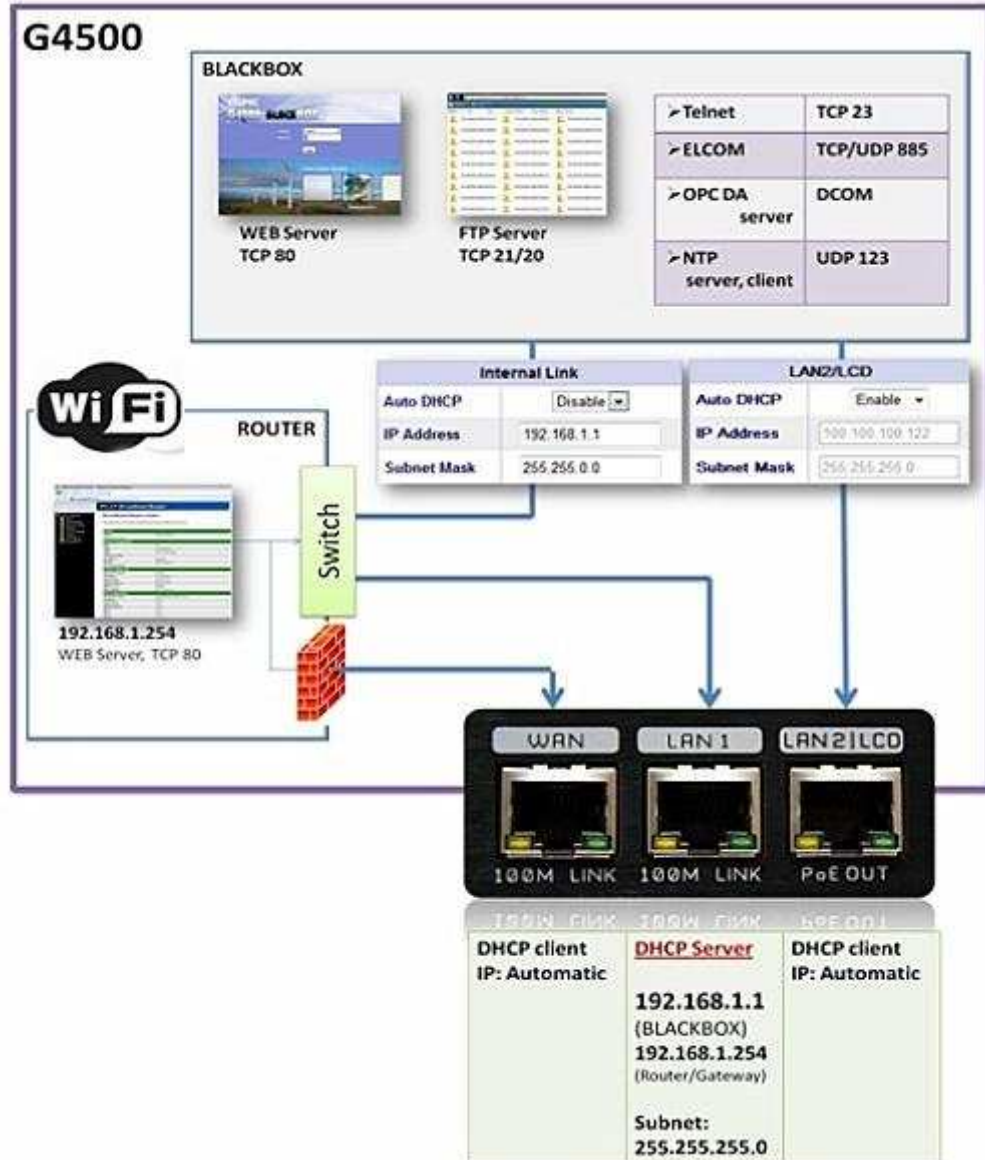 G4500
BLACKBOX
WEB Server
TCP 80
FTP Server
TCP 21/20
➢Telnet TCP 23
➢ELCOM TCP/UDP 885
➢OPC DA DCOM
server
➢NTP UDP 123
server, client
Internal Link
Auto DHCP Disable
IP Address 192.168.1.1
Subnet Mask 255.255.0.0
LAN2/LCD
Auto DHCP Enable
IP Address 100.100.100.122
Subnet Mask 255.255.255.0
Wi Fi
ROUTER
Switch
192.168.1.254
WEB Server, TCP 80
WAN
LAN 1
LAN2|LCD
100M LINK
100M LINK
PoE OUT
DHCP client
IP: Automatic
DHCP Server
192.168.1.1
(BLACKBOX)
192.168.1.254
(Router/Gateway)
Subnet:
255.255.255.0
DHCP client
IP: Automatic